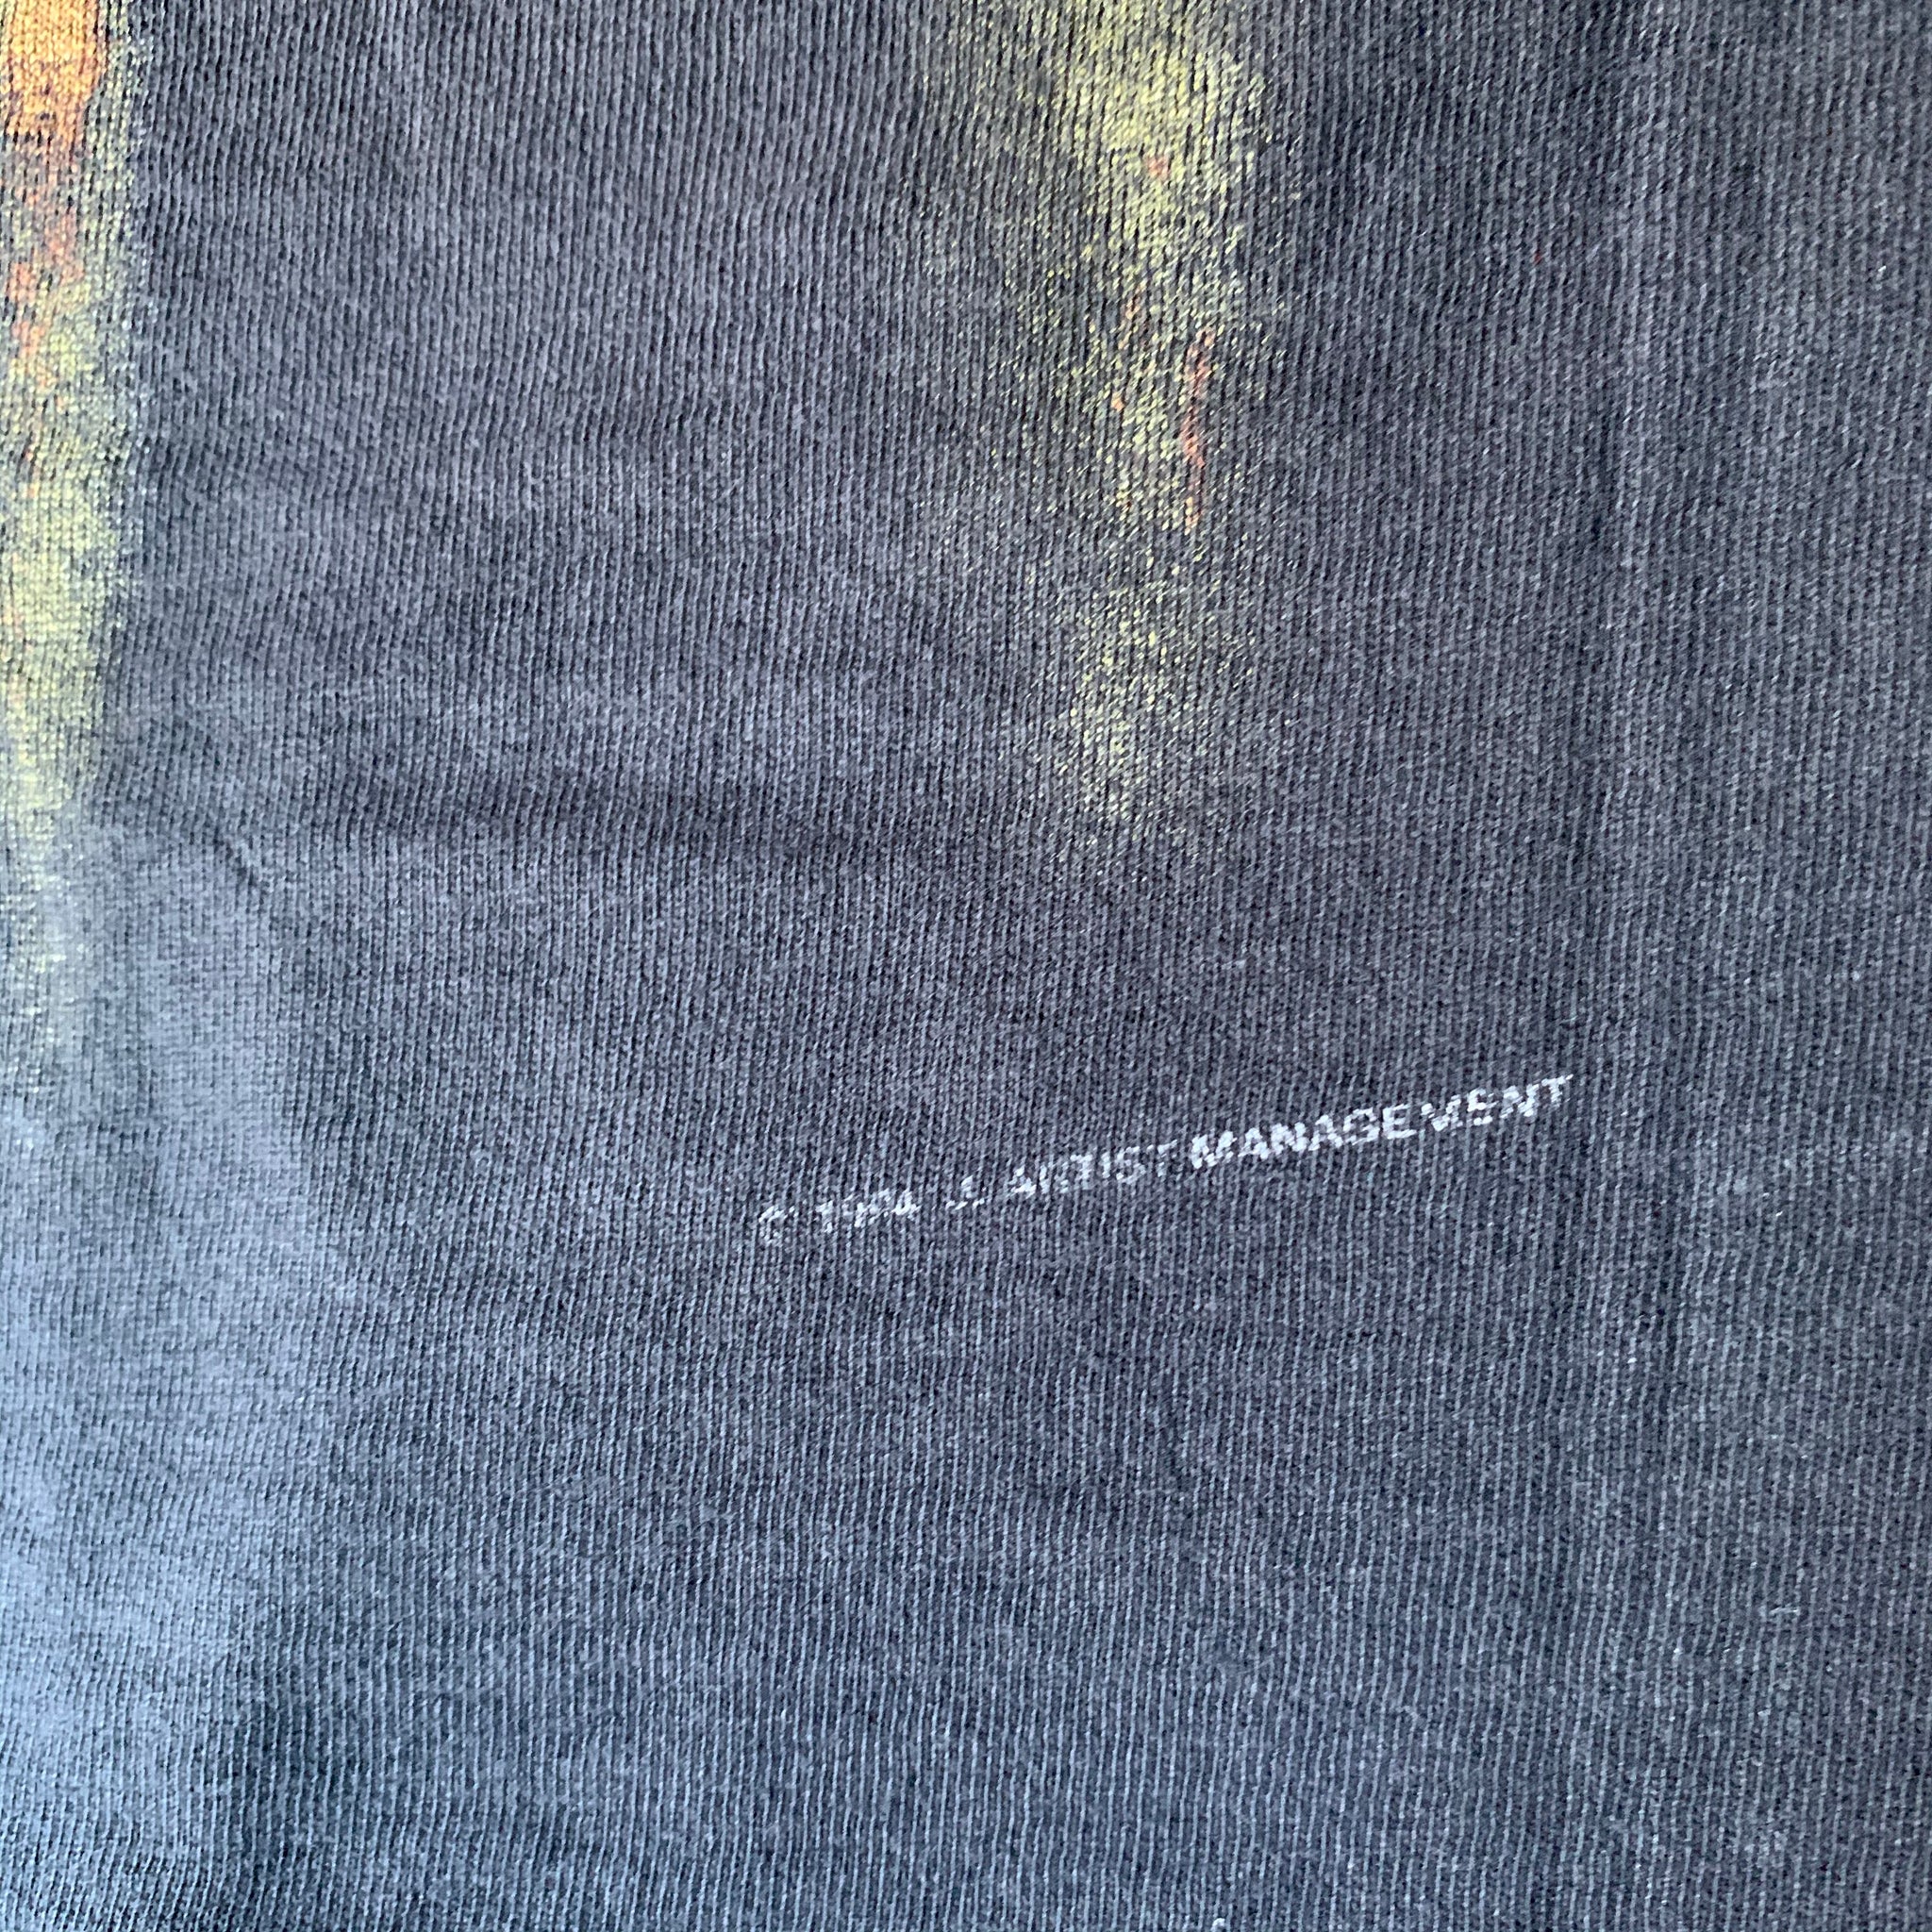 © 1994 J. ARTIST MANAGEMENT